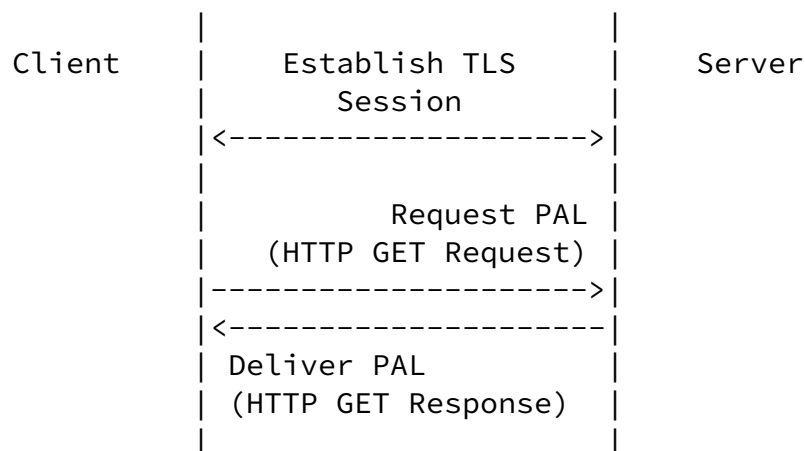 Client Establish TLS Server
Session
Request PAL
(HTTP GET Request)
Deliver PAL
(HTTP GET Response)